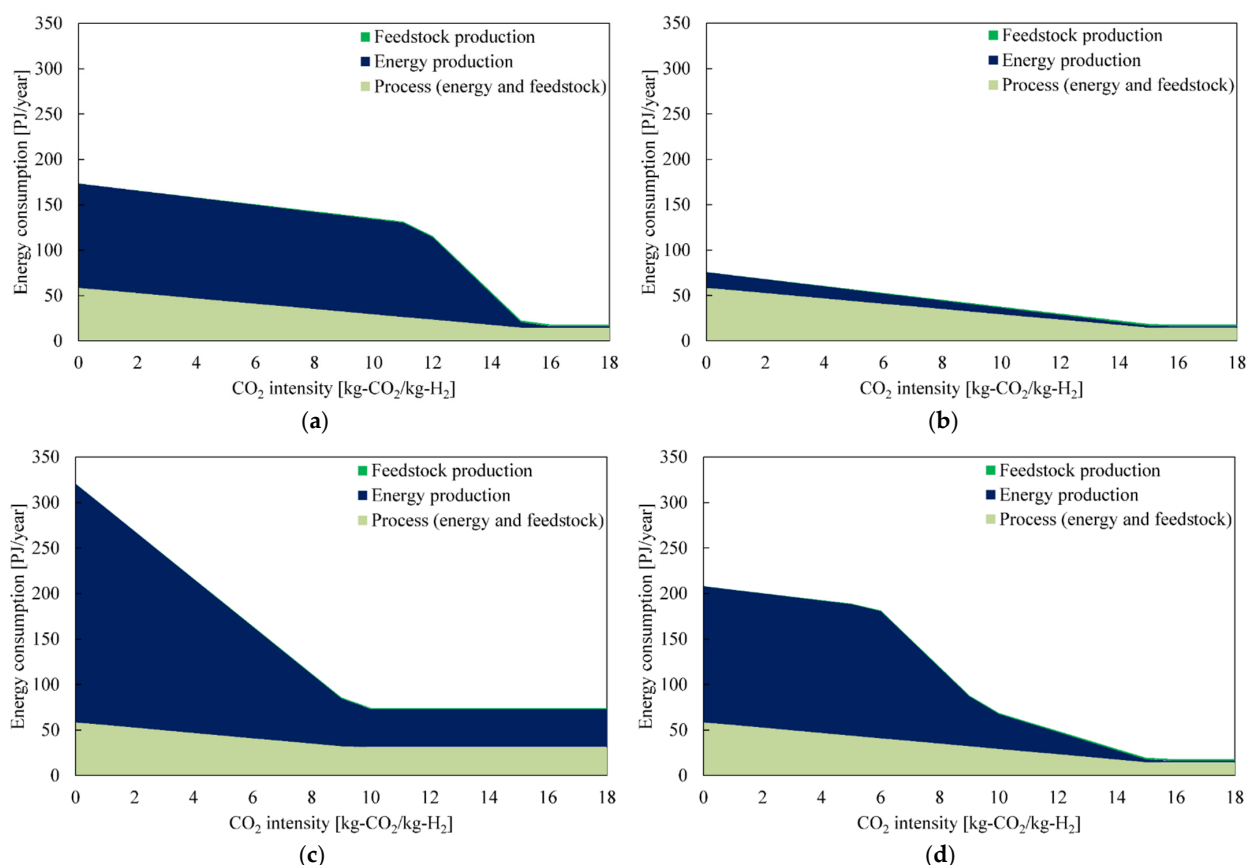 350
300
250
200
150
100
50
0
Energy consumption [PJ/year]
Feedstock production
Energy production
Process (energy and feedstock)
0 2 4 6 8 10 12 14 16 18
CO2 intensity [kg-CO2/kg-H2]
(a)
350
300
250
200
150
100
50
0
Energy consumption [PJ/year]
Feedstock production
Energy production
Process (energy and feedstock)
0 2 4 6 8 10 12 14 16 18
CO2 intensity [kg-CO2/kg-H2]
(b)
350
300
250
200
150
100
50
0
Energy consumption [PJ/year]
Feedstock production
Energy production
Process (energy and feedstock)
0 2 4 6 8 10 12 14 16 18
CO2 intensity [kg-CO2/kg-H2]
(c)
350
300
250
200
150
100
50
0
Energy consumption [PJ/year]
Feedstock production
Energy production
Process (energy and feedstock)
0 2 4 6 8 10 12 14 16 18
CO2 intensity [kg-CO2/kg-H2]
(d)